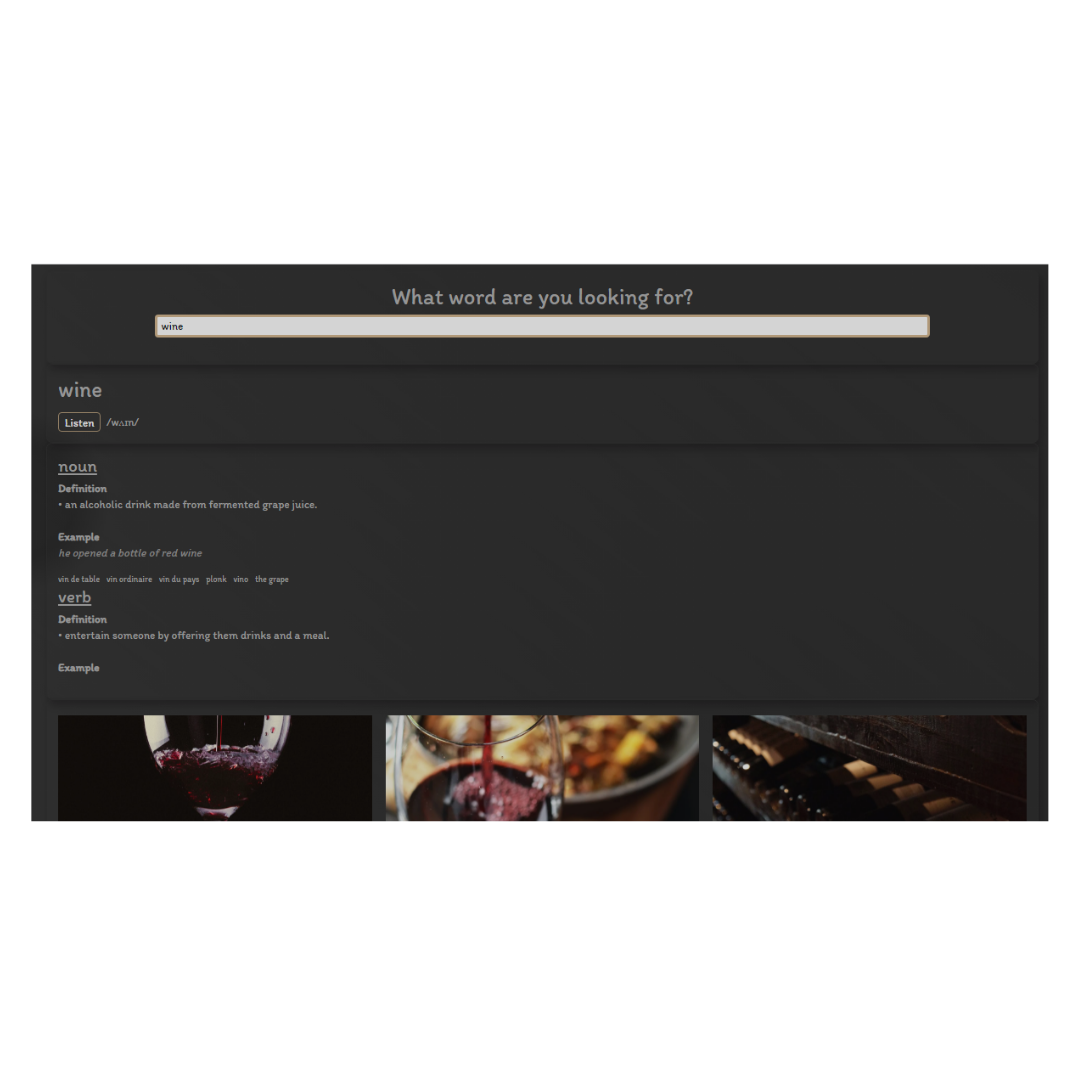 What word are you looking for?
wine
wine
Listen /wʌɪn/
noun
Definition
• an alcoholic drink made from fermented grape juice.
Example
he opened a bottle of red wine
vin de table vin ordinaire vin du pays plonk vino the grape
verb
Definition
• entertain someone by offering them drinks and a meal.
Example